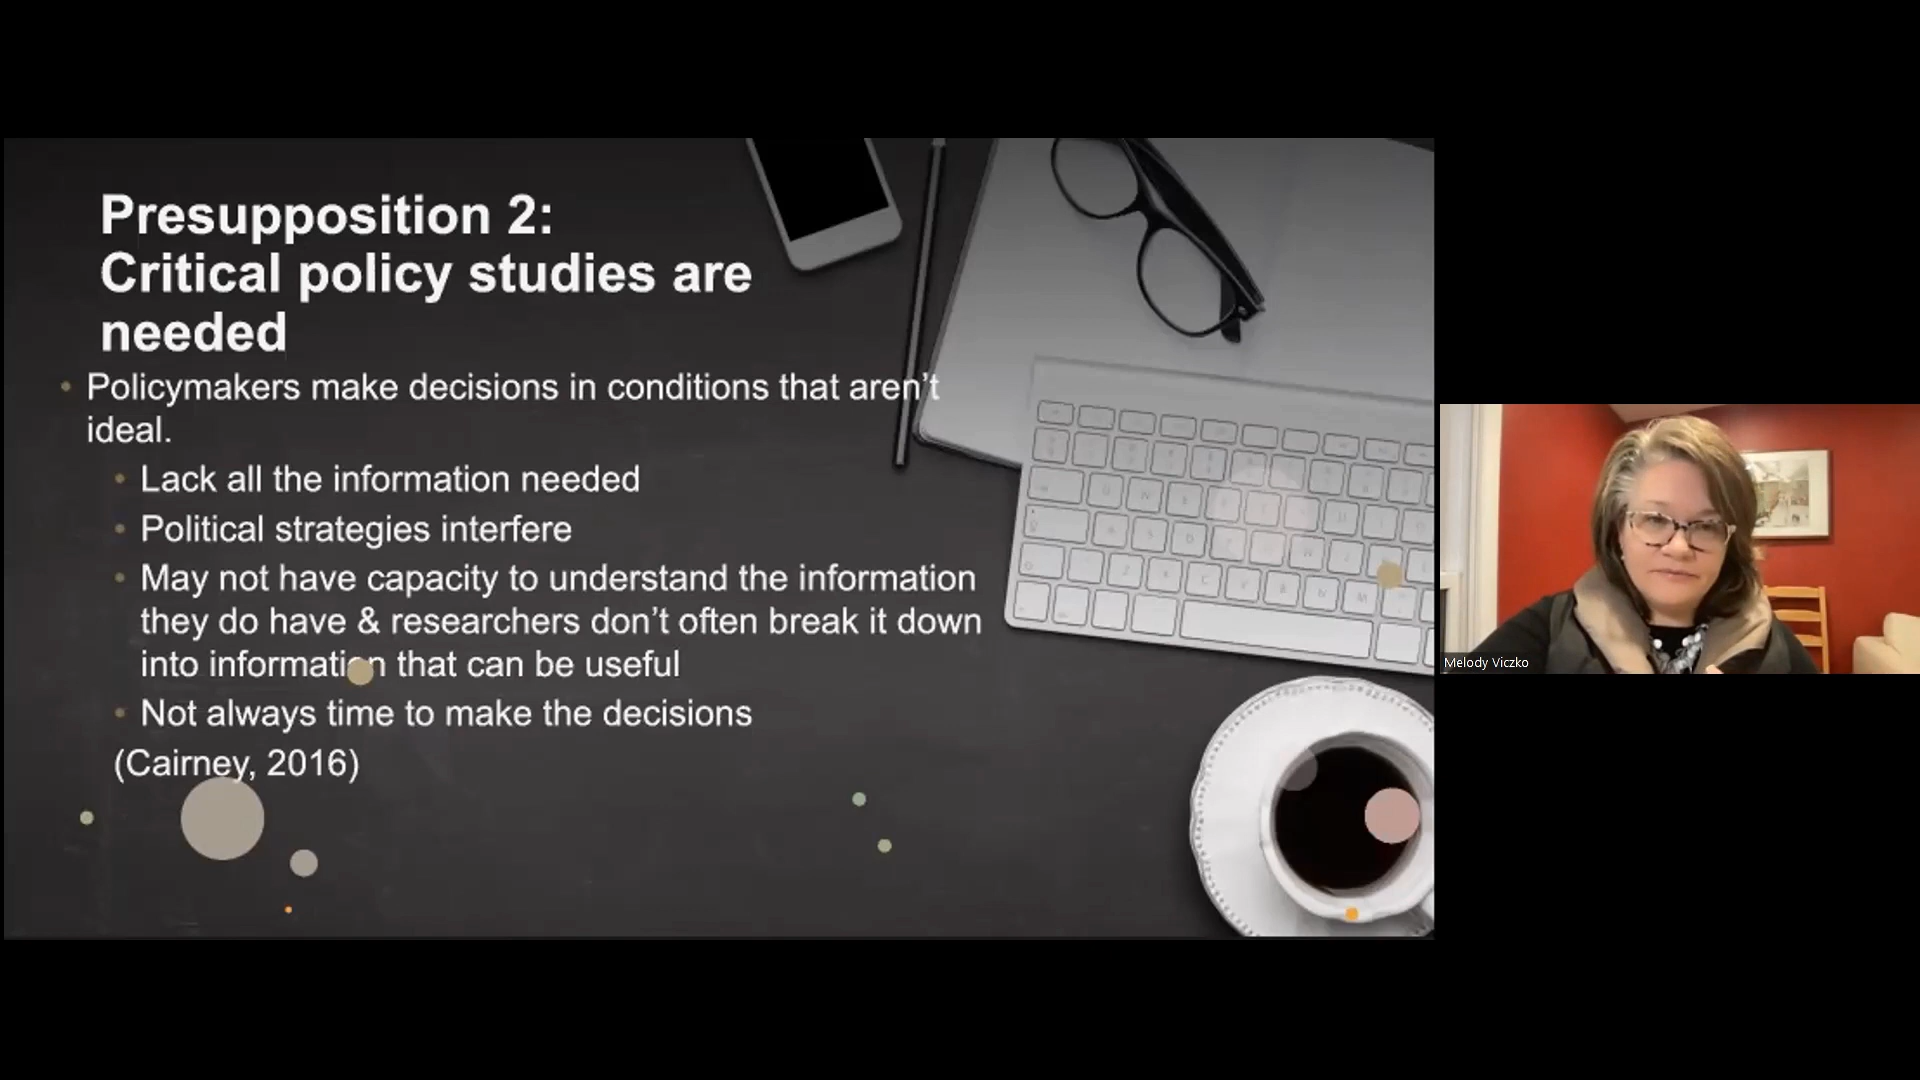 Presupposition 2:
Critical policy studies are
needed
• Policymakers make decisions in conditions that aren’t
ideal.
• Lack all the information needed
• Political strategies interfere
• May not have capacity to understand the information
they do have & researchers don’t often break it down
into information that can be useful
• Not always time to make the decisions
(Cairney, 2016)
Melody Viczko